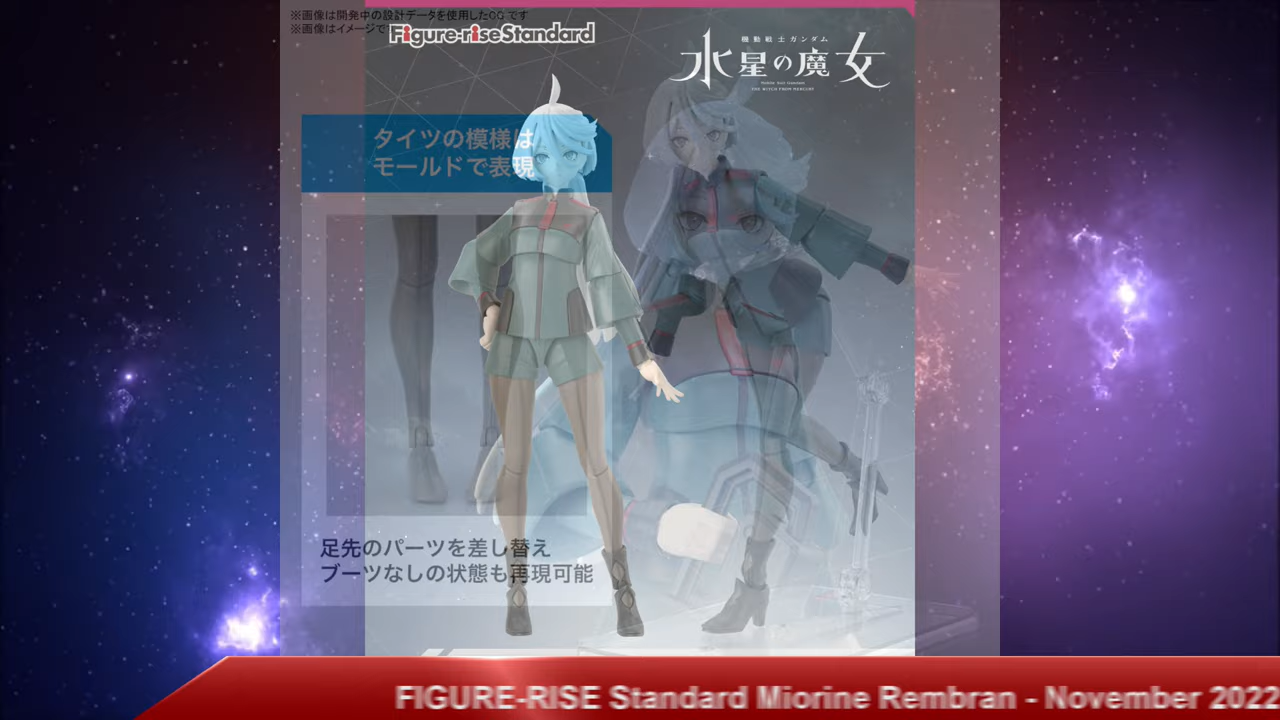 ※画像は開発中の設計データを使用したCGです
※画像はイメージで
Figure-riseStandard
機動戦士ガンダム
水星の魔女
THE WITCH FROM MERCURY
タイツの模様は
モールドで表現
足先のパーツを差し替え
ブーツなしの状態も再現可能
FIGURE-RISE Standard Miorine Rembran - November 2022